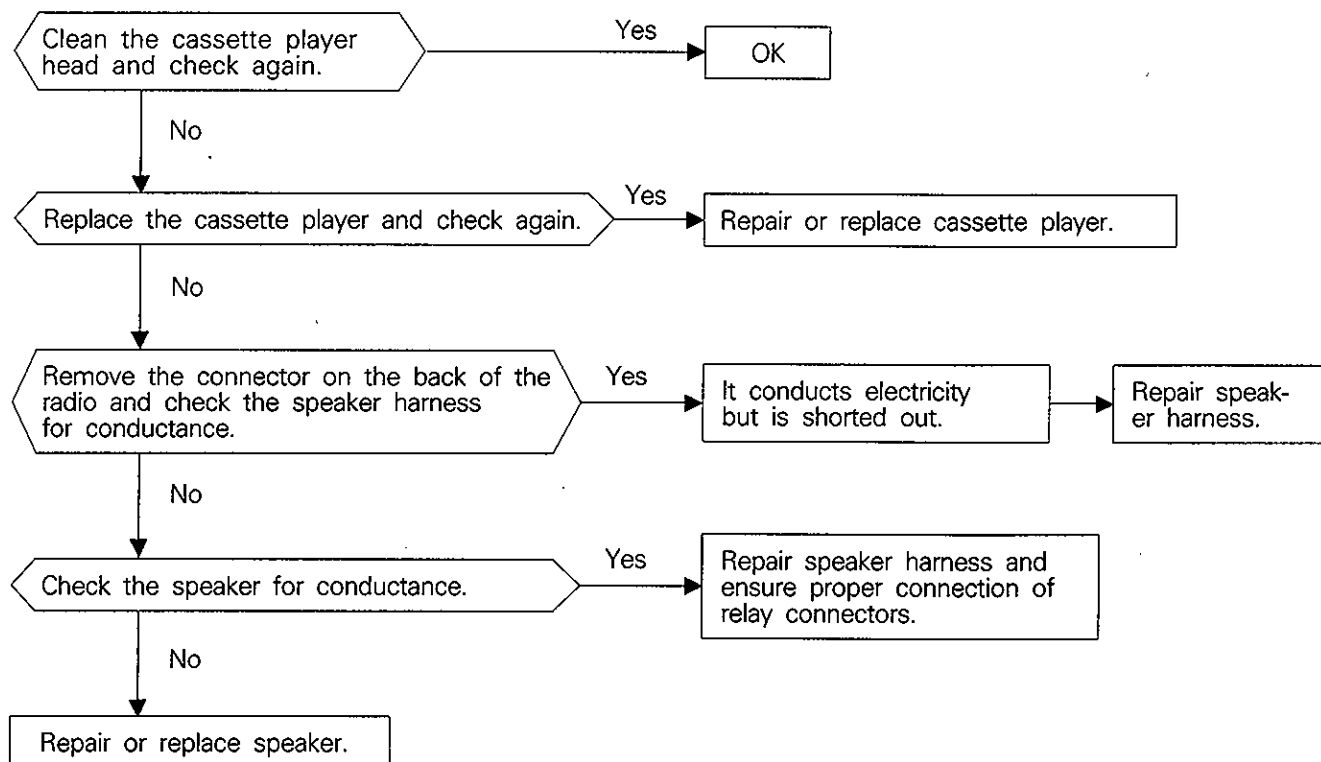 Clean the cassette player
head and check again.
Yes
OK
No
Replace the cassette player and check again.
Yes
Repair or replace cassette player.
No
Remove the connector on the back of the
radio and check the speaker harness
for conductance.
Yes
It conducts electricity
but is shorted out.
Repair speak-
er harness.
No
Check the speaker for conductance.
Yes
Repair speaker harness and
ensure proper connection of
relay connectors.
No
Repair or replace speaker.